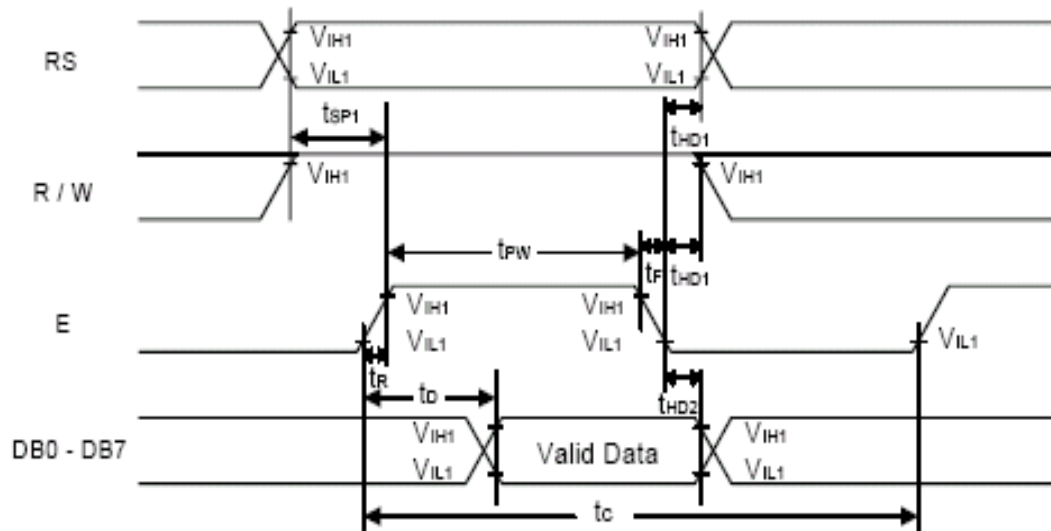 RS
VIH1
VIH1
VIL1
VIL1
tSP1
tHD1
R / W
VIH1
VIH1
tPW
tF
tHD1
E
VIH1
VIH1
VIL1
VIL1
VIL1
tR
tD
tHD2
DB0 - DB7
VIH1
Valid Data
VIH1
VIL1
VIL1
tC